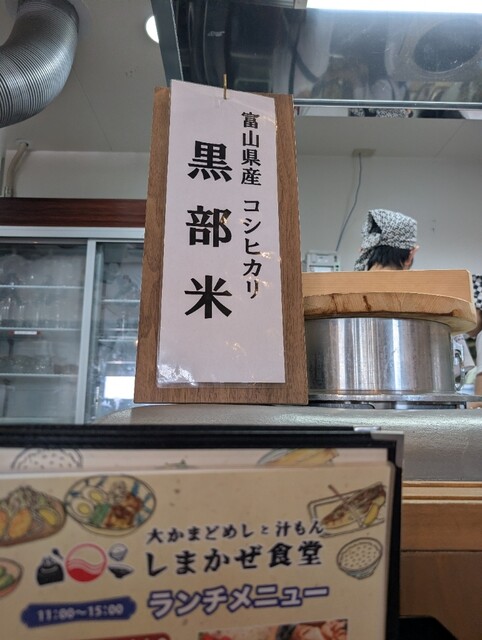 富山県産 コシヒカリ
黒部米
大かまどめしと汁もん
しまかぜ食堂
11:00~15:00
ランチメニュー